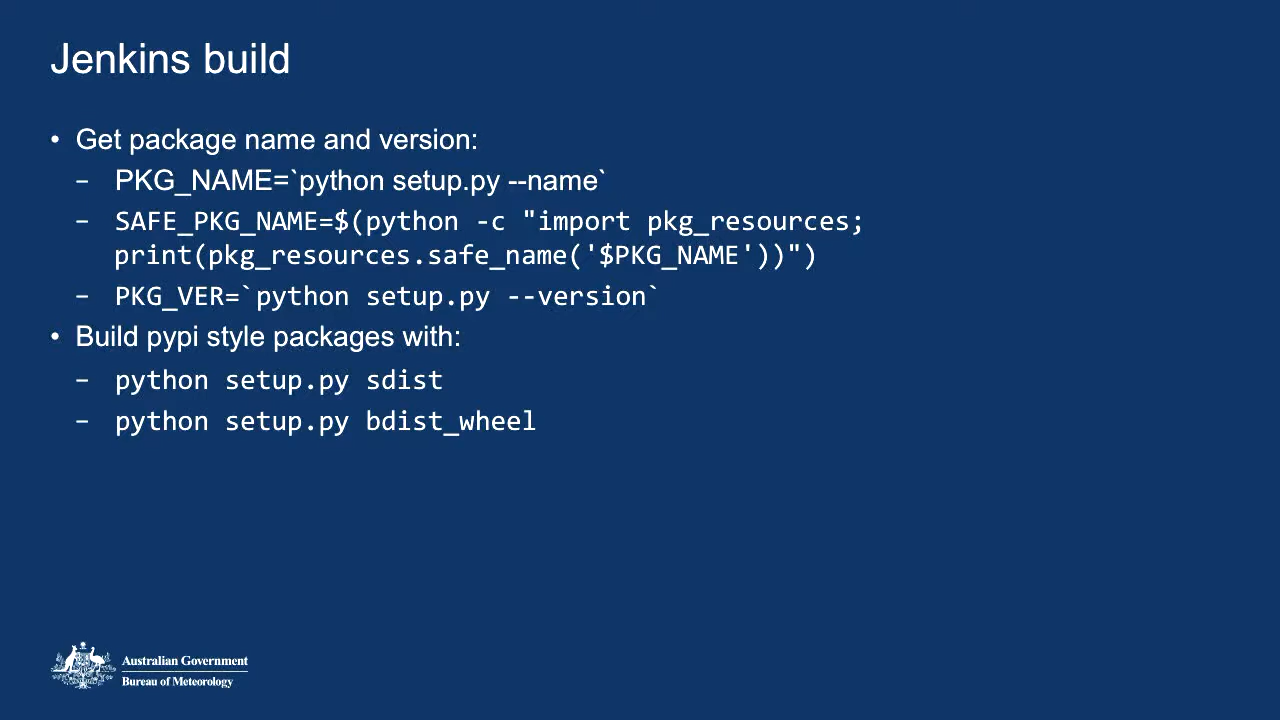 Jenkins build
• Get package name and version:
– PKG_NAME=`python setup.py --name`
– SAFE_PKG_NAME=$(python -c "import pkg_resources;
print(pkg_resources.safe_name('$PKG_NAME'))")
– PKG_VER=`python setup.py --version`
• Build pypi style packages with:
– python setup.py sdist
– python setup.py bdist_wheel
Australian Government
Bureau of Meteorology